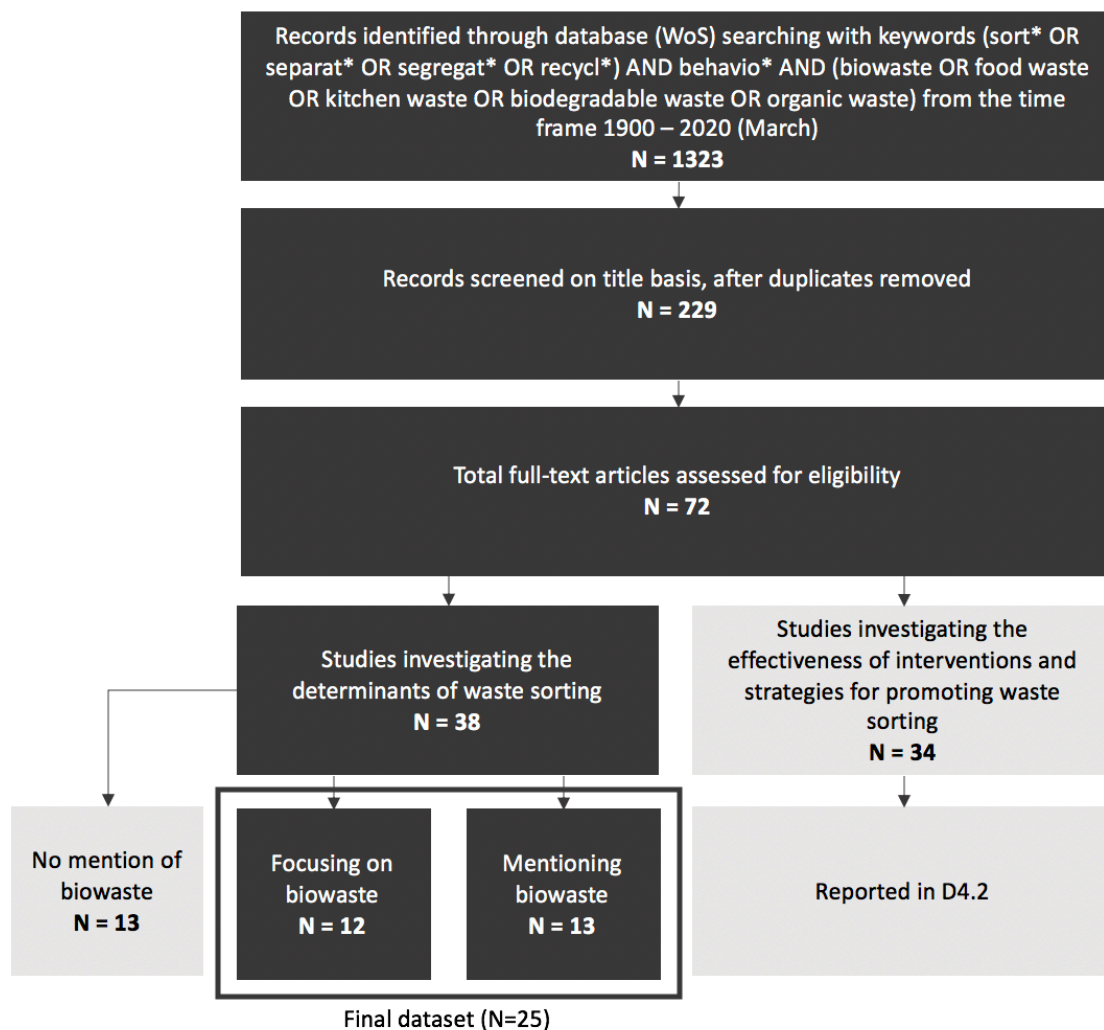 Records identified through database (WoS) searching with keywords (sort* OR
separat* OR segregat* OR recycl*) AND behavio* AND (biowaste OR food waste
OR kitchen waste OR biodegradable waste OR organic waste) from the time
frame 1900 – 2020 (March)
N = 1323
Records screened on title basis, after duplicates removed
N = 229
Total full-text articles assessed for eligibility
N = 72
Studies investigating the
determinants of waste sorting
N = 38
Studies investigating the
effectiveness of interventions and
strategies for promoting waste
sorting
N = 34
No mention of
biowaste
N = 13
Focusing on
biowaste
N = 12
Mentioning
biowaste
N = 13
Reported in D4.2
Final dataset (N=25)